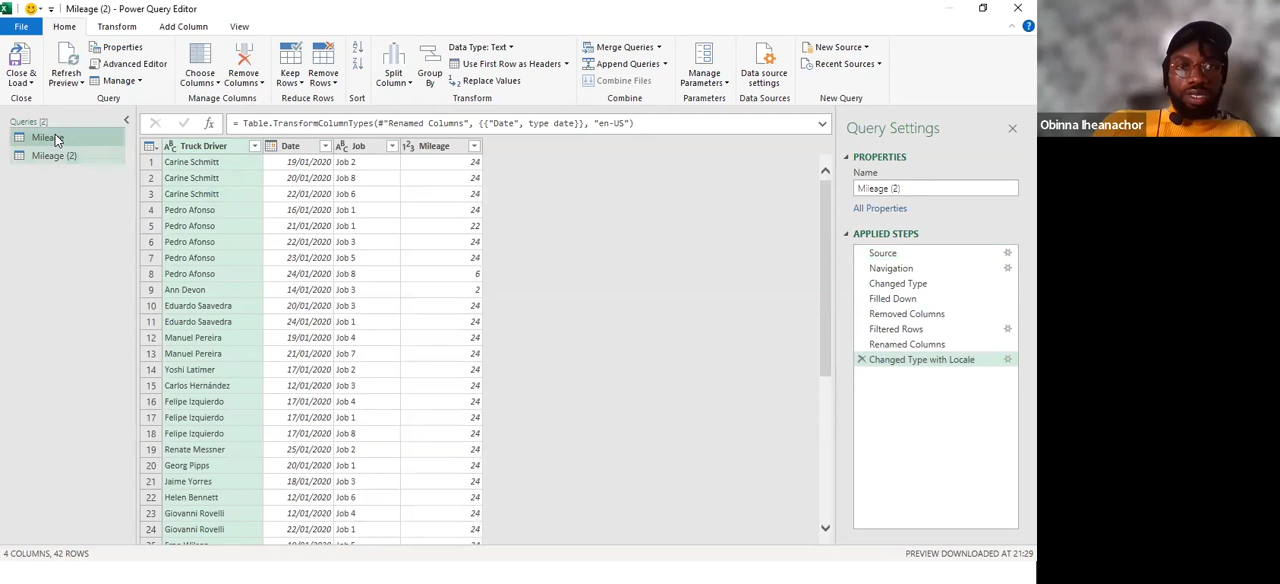 Mileage (2) - Power Query Editor
File Home Transform Add Column View
Close & Load
Close
Refresh Preview
Properties
Advanced Editor
Manage
Query
Choose Columns
Remove Columns
Manage Columns
Keep Rows
Remove Rows
Reduce Rows
Sort
Split Column
Group By
Data Type: Text
Use First Row as Headers
Replace Values
Transform
Merge Queries
Append Queries
Combine Files
Combine
Manage Parameters
Parameters
Data source settings
Data Sources
New Source
Recent Sources
New Query
Queries [2]
Mileage
Mileage (2)
fx = Table.TransformColumnTypes(#"Renamed Columns", {{"Date", type date}}, "en-US")
Truck Driver Date Job Mileage
1 Carine Schmitt 19/01/2020 Job 2 24
2 Carine Schmitt 20/01/2020 Job 8 24
3 Carine Schmitt 22/01/2020 Job 6 24
4 Pedro Afonso 16/01/2020 Job 1 24
5 Pedro Afonso 21/01/2020 Job 1 22
6 Pedro Afonso 22/01/2020 Job 3 24
7 Pedro Afonso 23/01/2020 Job 5 24
8 Pedro Afonso 24/01/2020 Job 8 6
9 Ann Devon 14/01/2020 Job 3 2
10 Eduardo Saavedra 20/01/2020 Job 3 24
11 Eduardo Saavedra 24/01/2020 Job 1 24
12 Manuel Pereira 19/01/2020 Job 4 24
13 Manuel Pereira 21/01/2020 Job 7 24
14 Yoshi Latimer 17/01/2020 Job 2 24
15 Carlos Hernández 12/01/2020 Job 3 24
16 Felipe Izquierdo 17/01/2020 Job 4 24
17 Felipe Izquierdo 17/01/2020 Job 1 24
18 Felipe Izquierdo 17/01/2020 Job 8 24
19 Renate Messner 25/01/2020 Job 2 24
20 Georg Pipps 20/01/2020 Job 1 24
21 Jaime Yorres 18/01/2020 Job 3 24
22 Helen Bennett 12/01/2020 Job 6 24
23 Giovanni Rovelli 12/01/2020 Job 4 24
24 Giovanni Rovelli 22/01/2020 Job 1 24
Query Settings
PROPERTIES
Name
Mileage (2)
All Properties
APPLIED STEPS
Source
Navigation
Changed Type
Filled Down
Removed Columns
Filtered Rows
Renamed Columns
Changed Type with Locale
4 COLUMNS, 42 ROWS
PREVIEW DOWNLOADED AT 21:29
Obinna Iheanachor